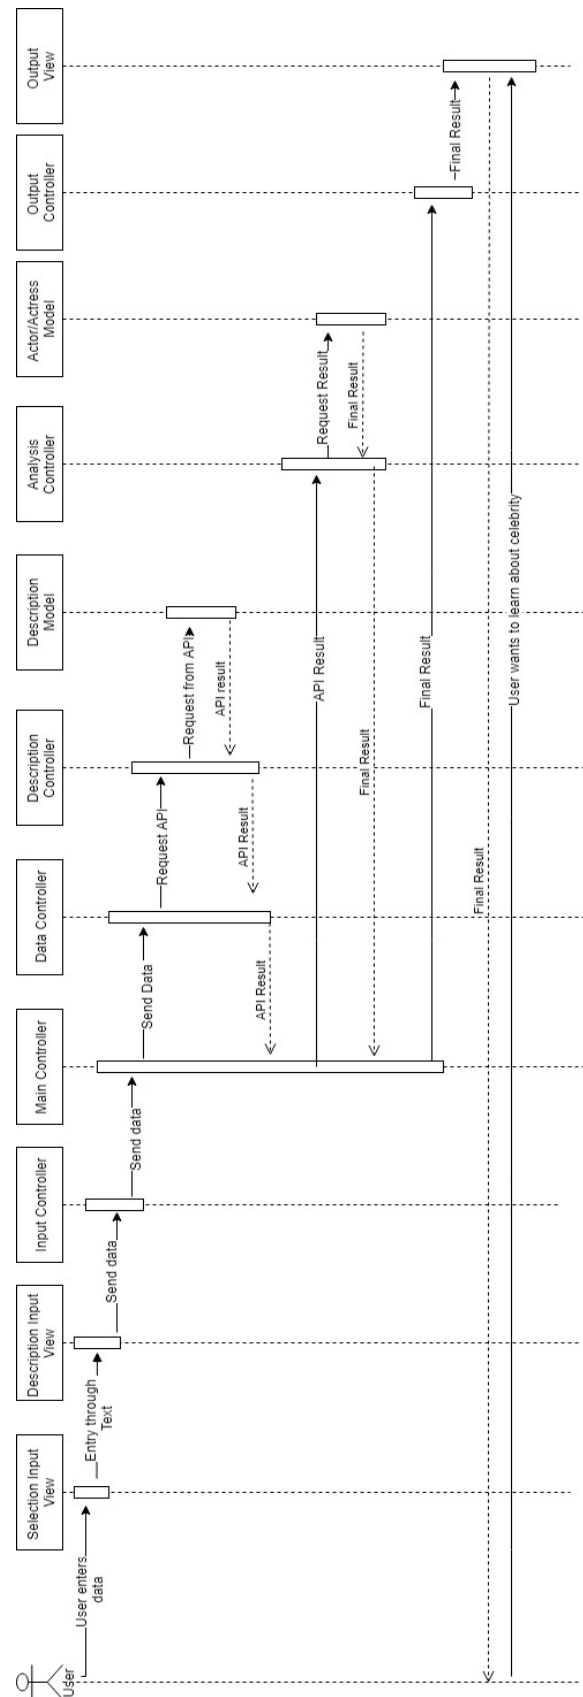 User
Selection Input
View
Description Input
View
Input Controller
Main Controller
Data Controller
Description
Controller
Description
Model
Analysis
Controller
Actor/Actress
Model
Output
Controller
Output
View
User enters
data
Entry through
Text
Send data
Send data
Send Data
Request API
Request from API
API result
API Result
API Result
API Result
Request Result
Final Result
Final Result
Final Result
Final Result
Final Result
User wants to learn about celebrity